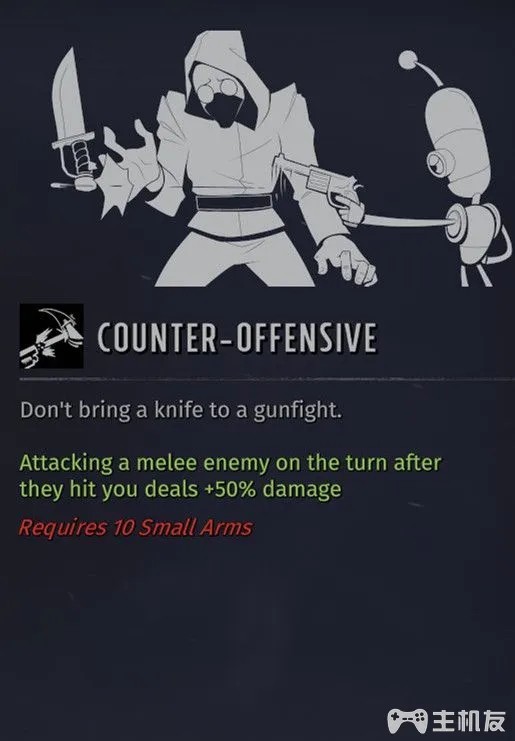 COUNTER-OFFENSIVE
Don't bring a knife to a gunfight.
Attacking a melee enemy on the turn after
they hit you deals +50% damage
Requires 10 Small Arms
主机友